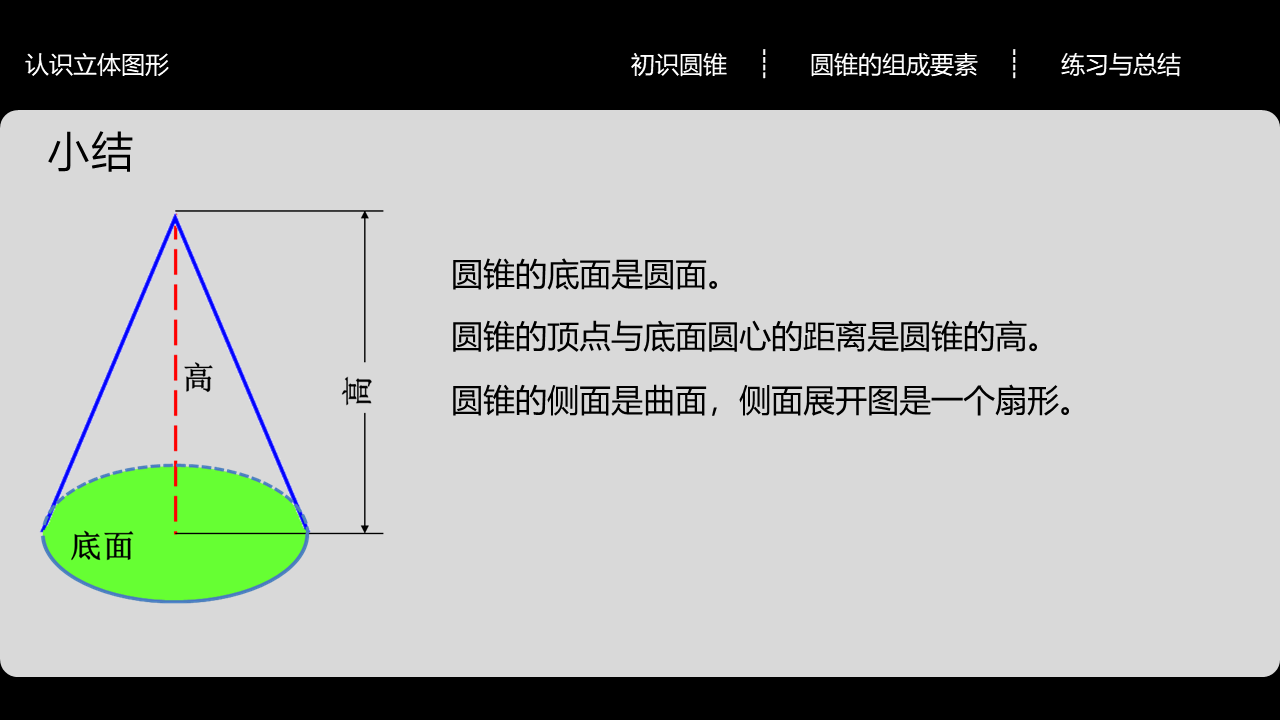 认识立体图形
初识圆锥
圆锥的组成要素
练习与总结
小结
高
高
底面
圆锥的底面是圆面。
圆锥的顶点与底面圆心的距离是圆锥的高。
圆锥的侧面是曲面，侧面展开图是一个扇形。